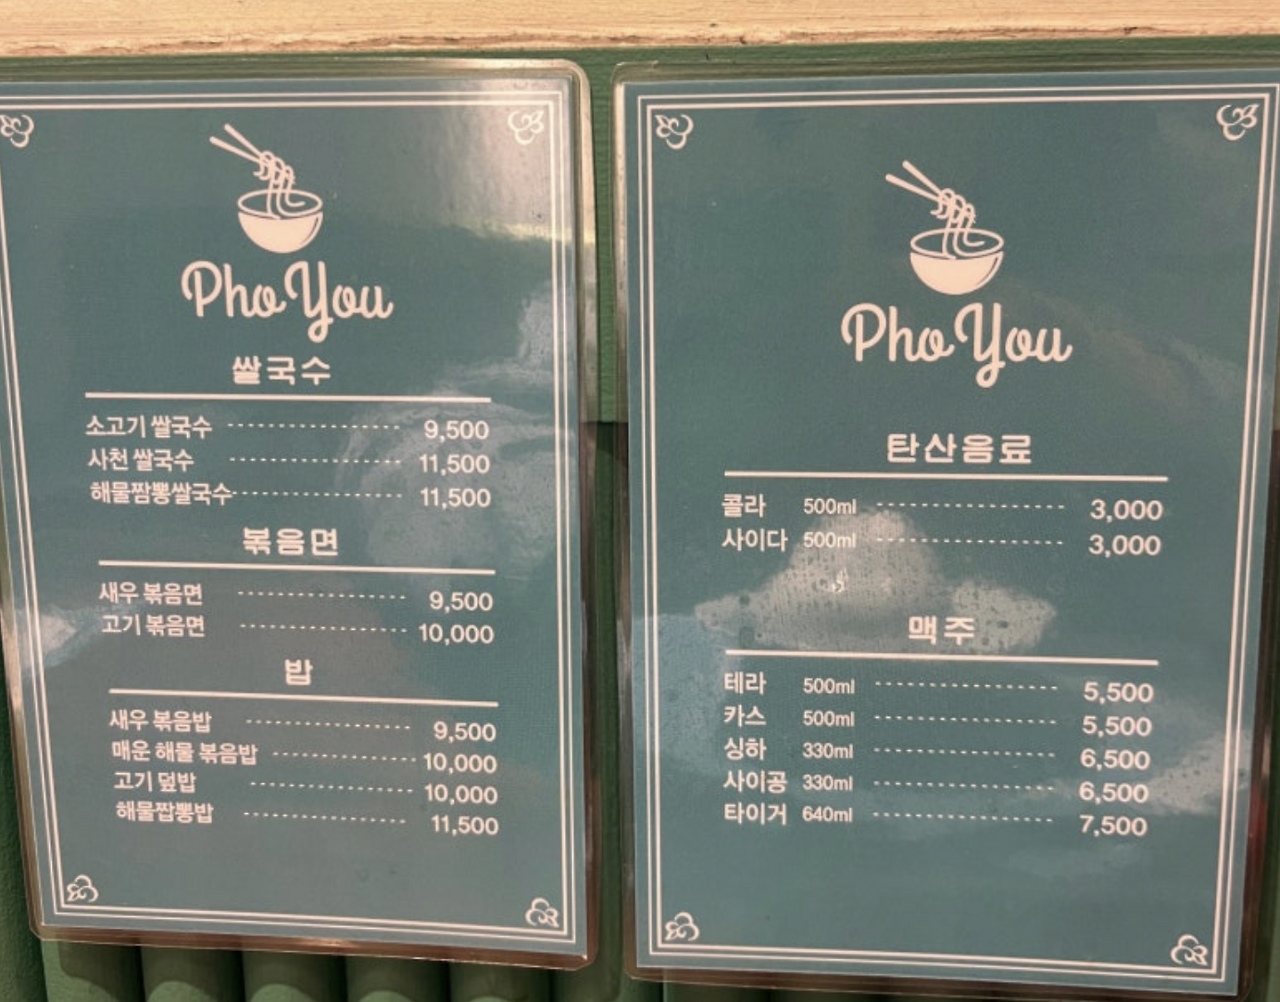 Pho You
쌀국수
소고기 쌀국수 9,500
사천 쌀국수 11,500
해물짬뽕쌀국수 11,500
볶음면
새우 볶음면 9,500
고기 볶음면 10,000
밥
새우 볶음밥 9,500
매운 해물 볶음밥 10,000
고기 덮밥 10,000
해물짭뽕밥 11,500
Pho You
탄산음료
콜라 500ml 3,000
사이다 500ml 3,000
맥주
테라 500ml 5,500
카스 500ml 5,500
싱하 330ml 6,500
사이공 330ml 6,500
타이거 640ml 7,500